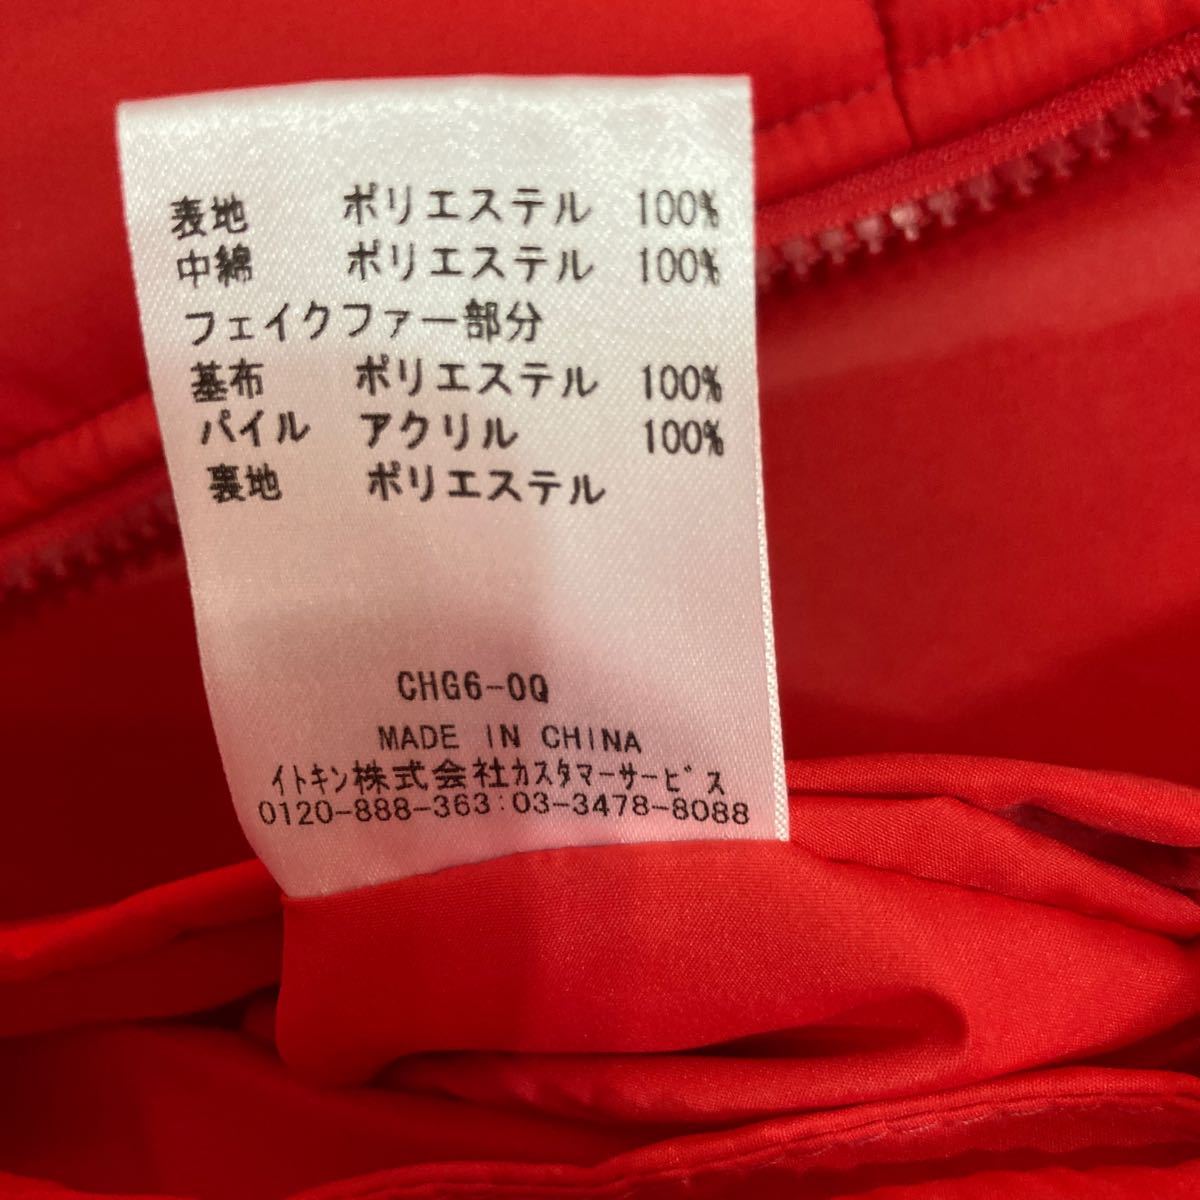 表地 ポリエステル 100%
中綿 ポリエステル 100%
フェイクファー部分
基布 ポリエステル 100%
パイル アクリル 100%
裏地 ポリエステル
CHG6-0Q
MADE IN CHINA
ｲﾄｷﾝ株式会社ｶｽﾀﾏｰｻｰﾋﾞｽ
0120-888-363:03-3478-8088